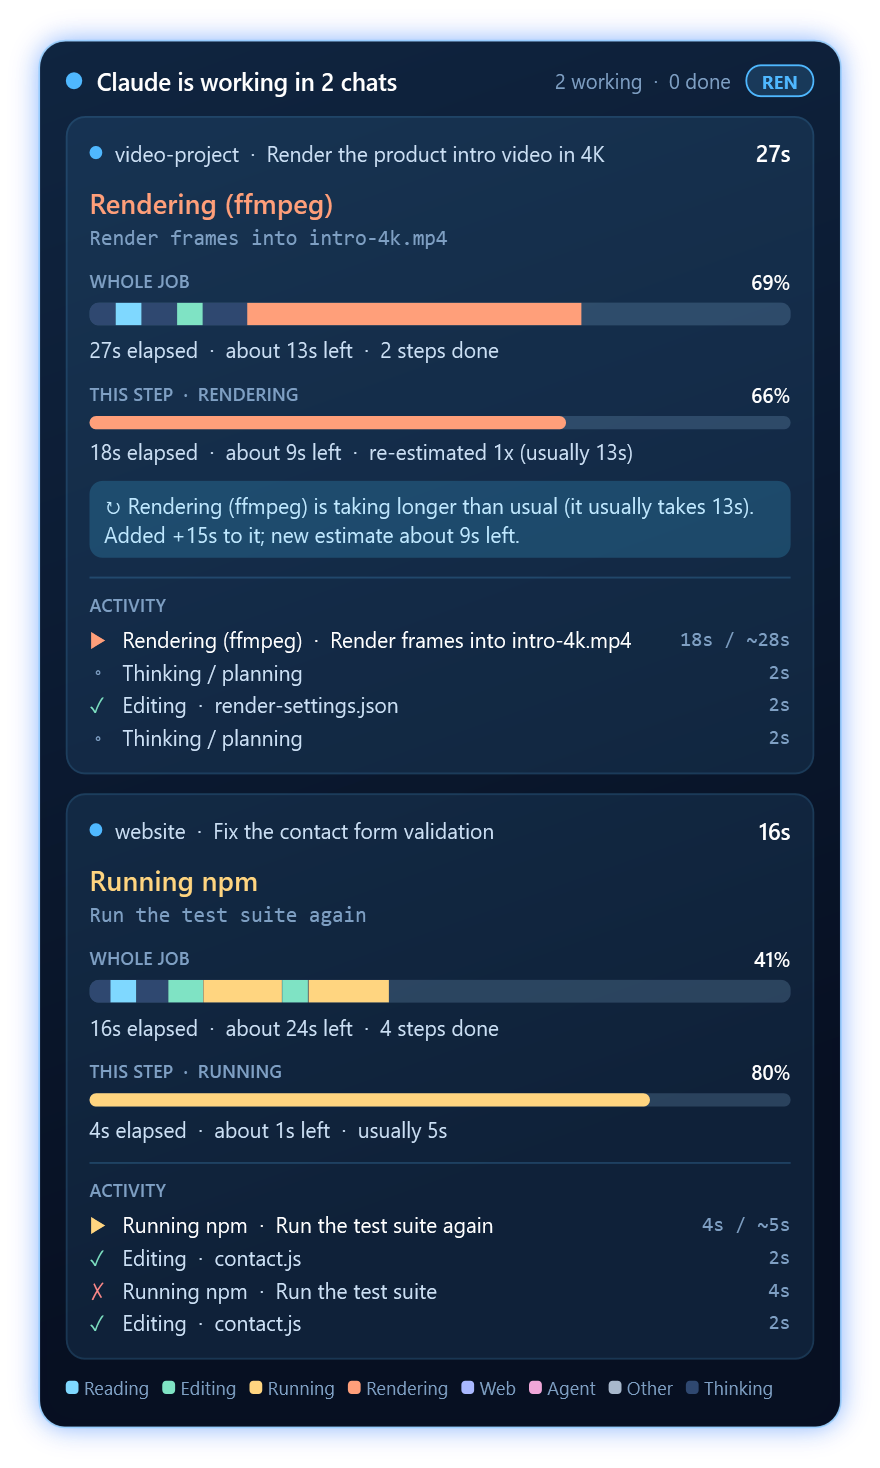 Claude is working in 2 chats 2 working · 0 done REN
video-project · Render the product intro video in 4K 27s
Rendering (ffmpeg)
Render frames into intro-4k.mp4
WHOLE JOB 69%
27s elapsed · about 13s left · 2 steps done
THIS STEP · RENDERING 66%
18s elapsed · about 9s left · re-estimated 1x (usually 13s)
↻ Rendering (ffmpeg) is taking longer than usual (it usually takes 13s).
Added +15s to it; new estimate about 9s left.
ACTIVITY
▶ Rendering (ffmpeg) · Render frames into intro-4k.mp4 18s / ~28s
◦ Thinking / planning 2s
✓ Editing · render-settings.json 2s
◦ Thinking / planning 2s
website · Fix the contact form validation 16s
Running npm
Run the test suite again
WHOLE JOB 41%
16s elapsed · about 24s left · 4 steps done
THIS STEP · RUNNING 80%
4s elapsed · about 1s left · usually 5s
ACTIVITY
▶ Running npm · Run the test suite again 4s / ~5s
✓ Editing · contact.js 2s
✗ Running npm · Run the test suite 4s
✓ Editing · contact.js 2s
Reading Editing Running Rendering Web Agent Other Thinking